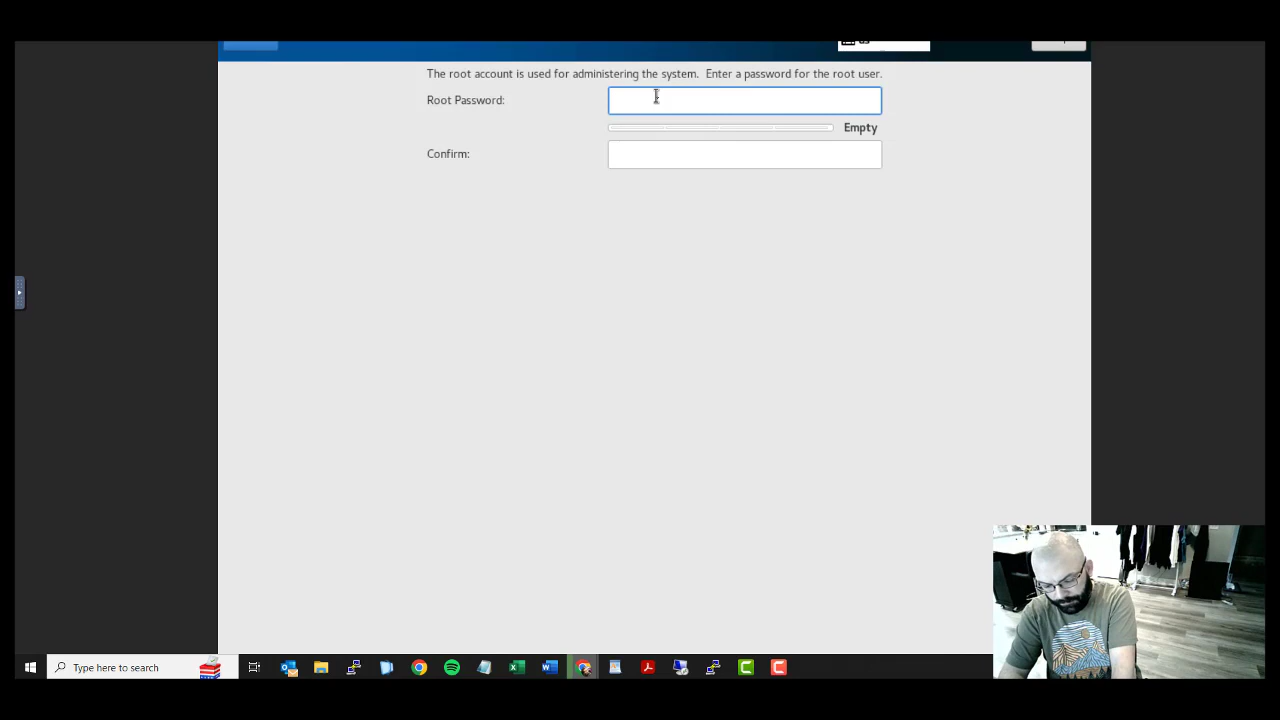 The root account is used for administering the system.  Enter a password for the root user.
Root Password:
Empty
Confirm:
Type here to search